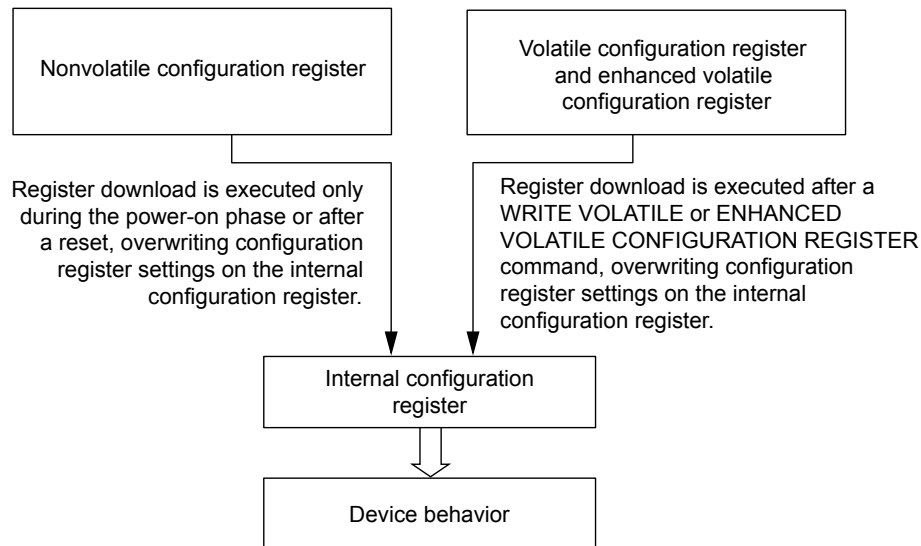 Nonvolatile configuration register
Volatile configuration register
and enhanced volatile
configuration register
Register download is executed only
during the power-on phase or after
a reset, overwriting configuration
register settings on the internal
configuration register.
Register download is executed after a
WRITE VOLATILE or ENHANCED
VOLATILE CONFIGURATION REGISTER
command, overwriting configuration
register settings on the internal
configuration register.
Internal configuration
register
Device behavior